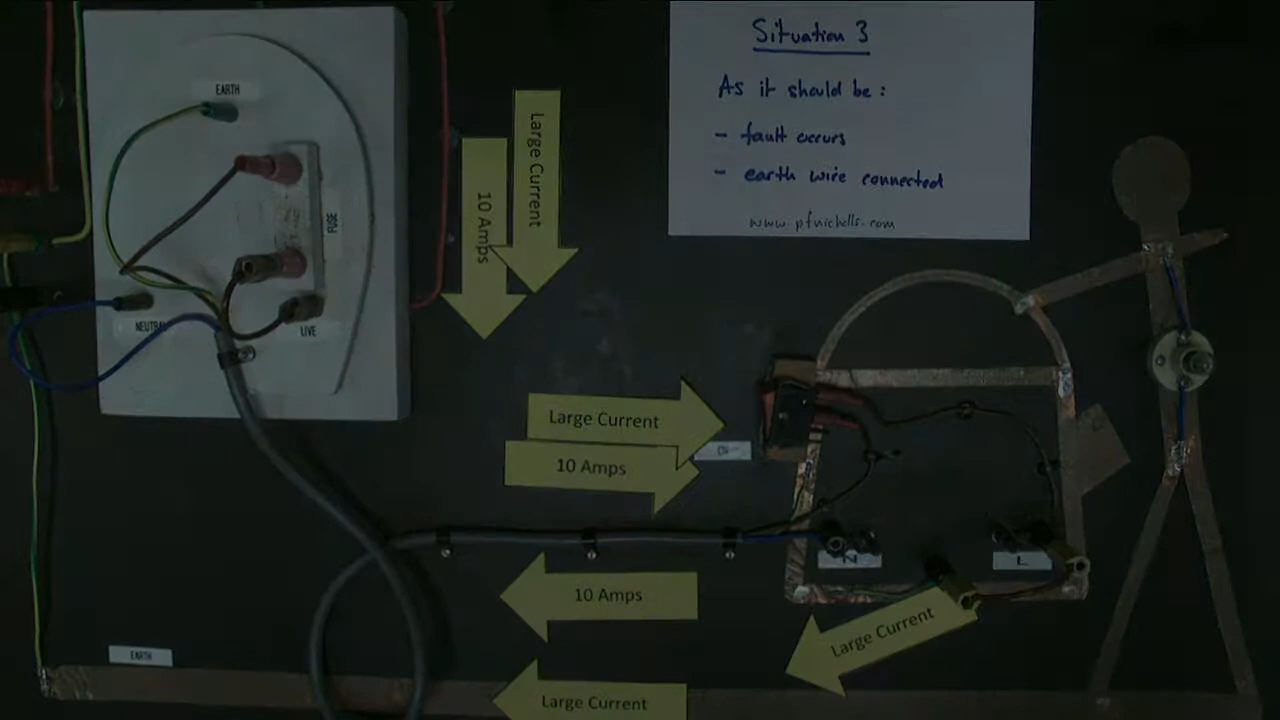 Situation 3
As it should be:
- fault occurs
- earth wire connected
www.pfnicholls.com
EARTH
FUSE
NEUTRAL
LIVE
Large Current
10 Amps
Large Current
10 Amps
N
L
10 Amps
Large Current
EARTH
Large Current